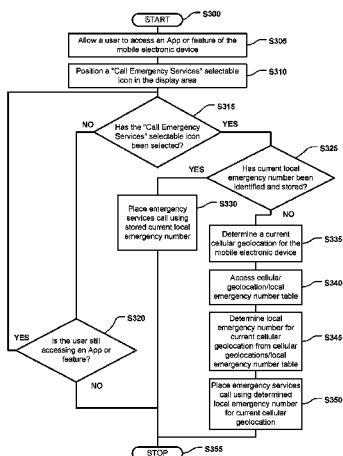 START
S300
Allow a user to access an App or feature of the
mobile electronic device
S305
Position a "Call Emergency Services" selectable
icon in the display area
S310
S315
NO
Has the "Call Emergency
Services" selectable icon
been selected?
YES
S325
YES
Has current local
emergency number been
identified and stored?
NO
S330
Place emergency
services call using
stored current local
emergency number
Determine a current
cellular geolocation for the
mobile electronic device
S335
Access cellular
geolocation/local
emergency number table
S340
Determine local
emergency number for
current cellular
geolocation from cellular
geolocations/local
emergency number table
S345
S320
YES
Is the user still
accessing an App or
feature?
NO
Place emergency services
call using determined
local emergency number
for current cellular
geolocation
S350
STOP
S355